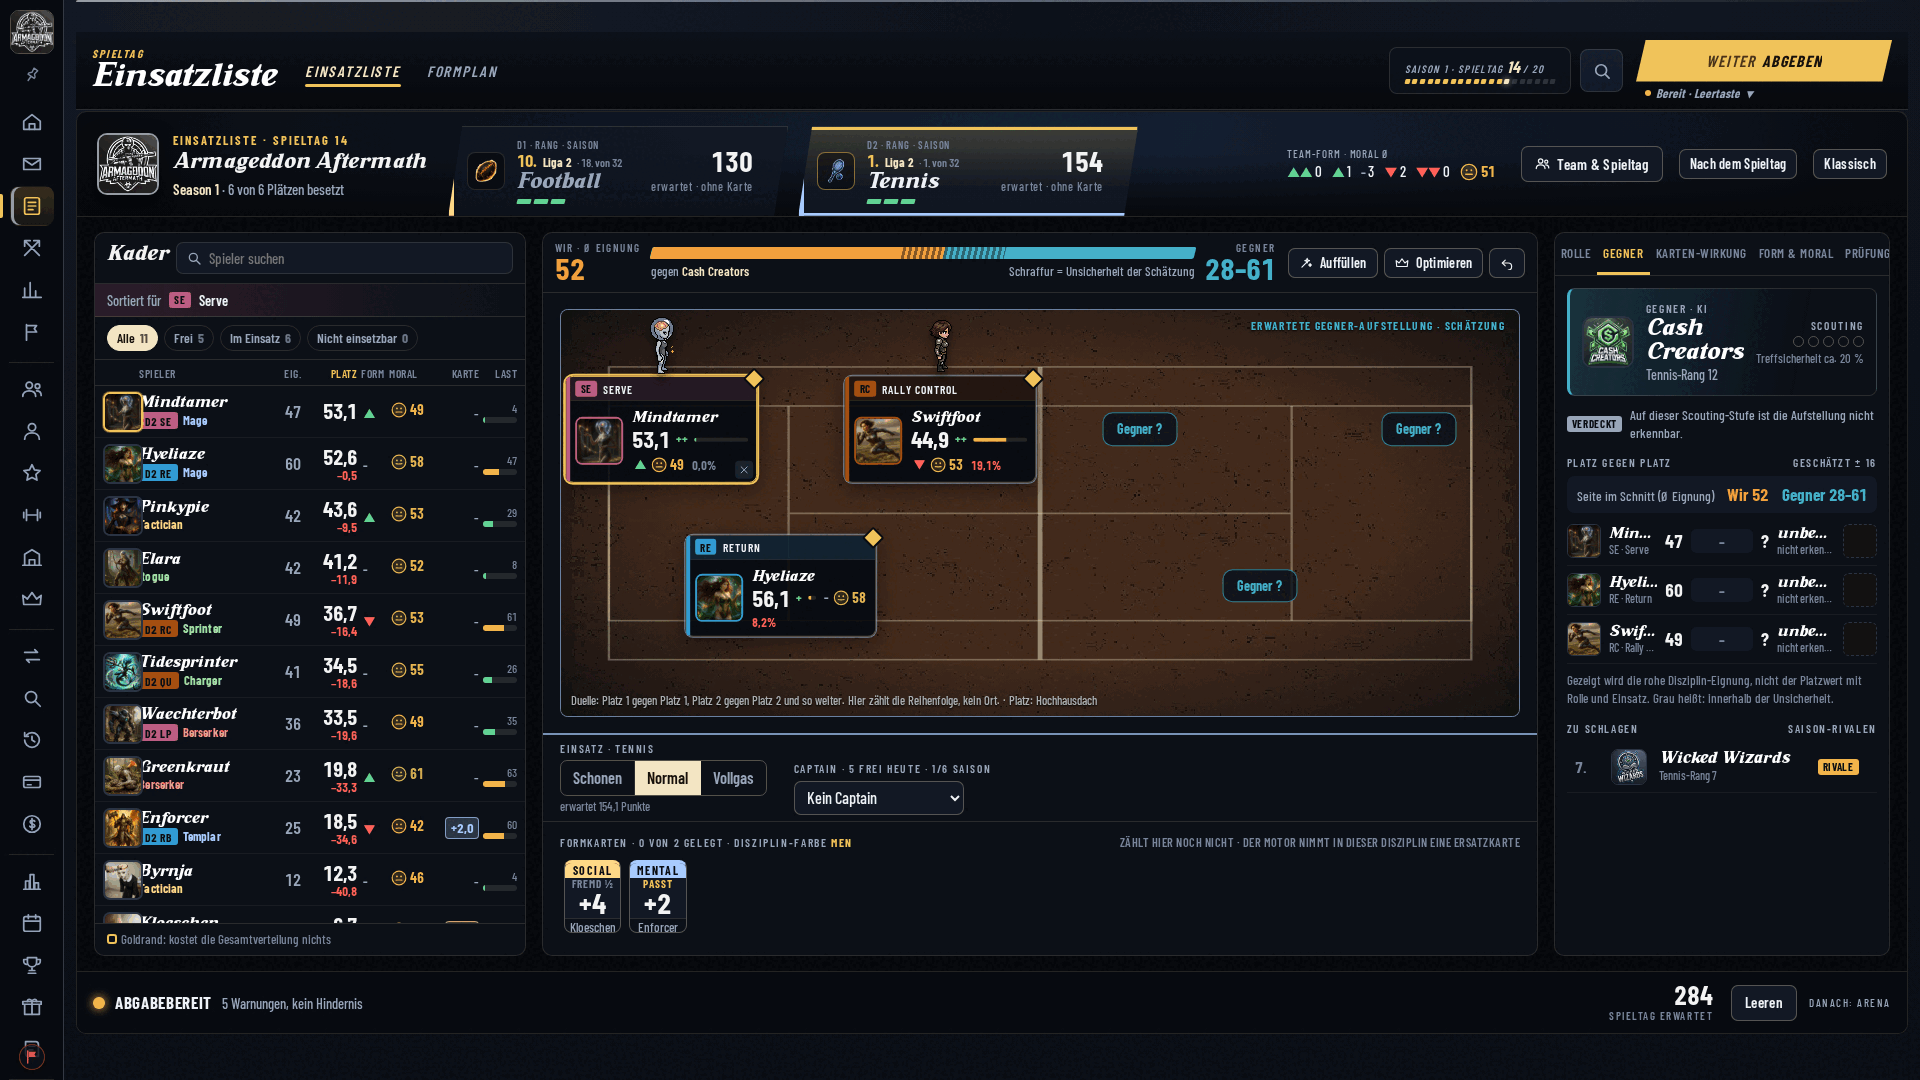 SPIELTAG
Einsatzliste
EINSATZLISTE
FORMPLAN
SAISON 1 · SPIELTAG 14 / 20
WEITER ABGEBEN
Bereit · Leertaste ▼
EINSATZLISTE · SPIELTAG 14
Armageddon Aftermath
Season 1 · 6 von 6 Plätzen besetzt
D1 · RANG · SAISON
10. Liga 2 · 18. von 32
Football
130
erwartet · ohne Karte
D2 · RANG · SAISON
1. Liga 2 · 1. von 32
Tennis
154
erwartet · ohne Karte
TEAM-FORM · MORAL Ø
▲▲0 ▲1 –3 ▼2 ▼▼0 51
Team & Spieltag
Nach dem Spieltag
Klassisch
Kader
Spieler suchen
Sortiert für SE Serve
Alle 11
Frei 5
Im Einsatz 6
Nicht einsetzbar 0
SPIELER EIG. PLATZ FORM MORAL KARTE LAST
Mindtamer 47 53,1 ▲ 49 – 4
D2 SE Mage
Hyeliaze 60 52,6 – 58 – 47
D2 RE Mage –0,5
Pinkypie 42 43,6 ▲ 53 – 29
actician –9,5
Elara 42 41,2 – 52 – 8
ogue –11,9
Swiftfoot 49 36,7 ▼ 53 – 61
D2 RC Sprinter –16,4
Tidesprinter 41 34,5 – 55 – 26
D2 QU Charger –18,6
Waechterbot 36 33,5 – 49 – 35
D2 LP Berserker –19,6
Greenkraut 23 19,8 ▲ 61 – 63
erserker –33,3
Enforcer 25 18,5 ▼ 42 +2,0 60
D2 RB Templar –34,6
Byrnja 12 12,3 – 46 – 4
actician –40,8
Kloeschen
Goldrand: kostet die Gesamtverteilung nichts
WIR · Ø EIGNUNG
52
gegen Cash Creators
Schraffur = Unsicherheit der Schätzung
GEGNER
28–61
Auffüllen
Optimieren
ERWARTETE GEGNER-AUFSTELLUNG · SCHÄTZUNG
SE SERVE
Mindtamer
53,1 ++
▲ 49 0,0%
RC RALLY CONTROL
Swiftfoot
44,9 ++
▼ 53 19,1%
RE RETURN
Hyeliaze
56,1 + – 58
8,2%
Gegner ?
Gegner ?
Gegner ?
Duelle: Platz 1 gegen Platz 1, Platz 2 gegen Platz 2 und so weiter. Hier zählt die Reihenfolge, kein Ort. · Platz: Hochhausdach
EINSATZ · TENNIS
Schonen
Normal
Vollgas
erwartet 154,1 Punkte
CAPTAIN · 5 FREI HEUTE · 1/6 SAISON
Kein Captain
FORMKARTEN · 0 VON 2 GELEGT · DISZIPLIN-FARBE MEN
ZÄHLT HIER NOCH NICHT · DER MOTOR NIMMT IN DIESER DISZIPLIN EINE ERSATZKARTE
SOCIAL
FREMD ½
+4
Kloeschen
MENTAL
PASST
+2
Enforcer
ROLLE
GEGNER
KARTEN-WIRKUNG
FORM & MORAL
PRÜFUNG
GEGNER · KI
Cash Creators
Tennis-Rang 12
SCOUTING
Treffsicherheit ca. 20 %
VERDECKT
Auf dieser Scouting-Stufe ist die Aufstellung nicht
erkennbar.
PLATZ GEGEN PLATZ
GESCHÄTZT ± 16
Seite im Schnitt (Ø Eignung) Wir 52 Gegner 28–61
Min... 47 – ? unbe...
SE · Serve nicht erken...
Hyeli... 60 – ? unbe...
RE · Return nicht erken...
Swif... 49 – ? unbe...
RC · Rally ... nicht erken...
Gezeigt wird die rohe Disziplin-Eignung, nicht der Platzwert mit
Rolle und Einsatz. Grau heißt: innerhalb der Unsicherheit.
ZU SCHLAGEN
SAISON-RIVALEN
7. Wicked Wizards
Tennis-Rang 7
RIVALE
ABGABEBEREIT
5 Warnungen, kein Hindernis
284
SPIELTAG ERWARTET
Leeren
DANACH: ARENA